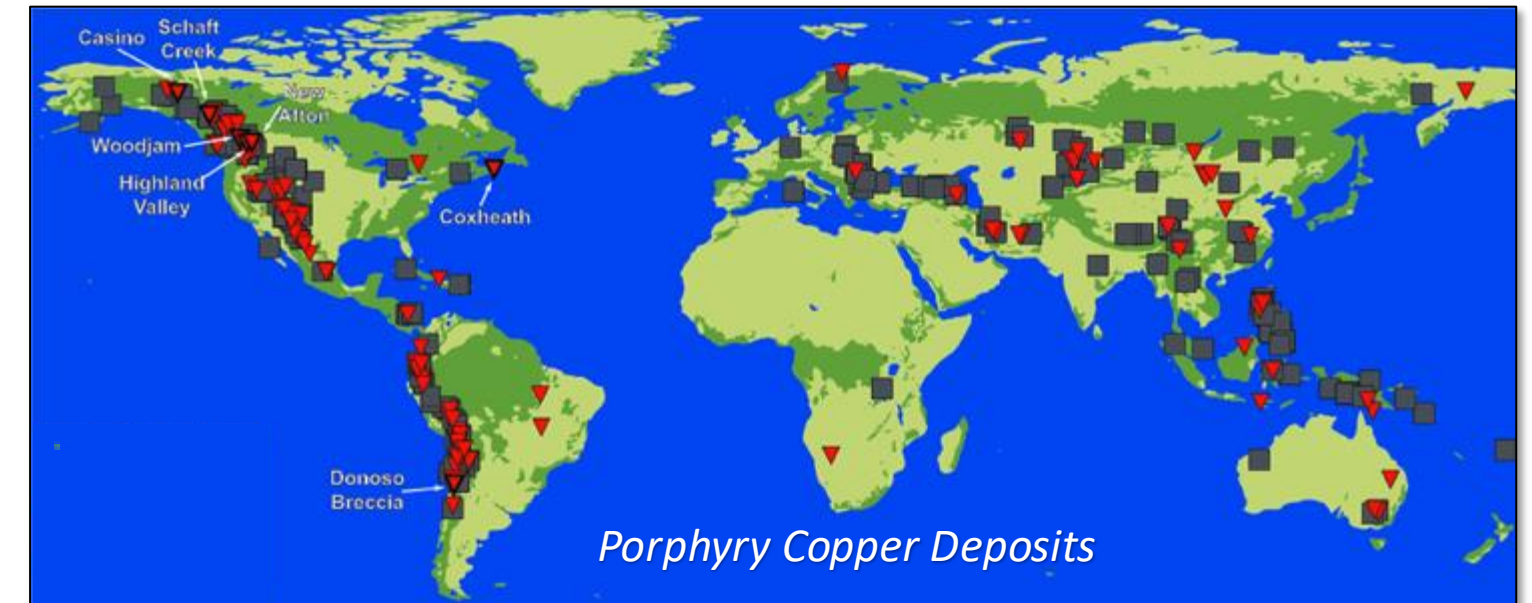 Casino
Schaft
Creek
New
Afton
Woodjam
Highland
Valley
Coxheath
Donoso
Breccia
Porphyry Copper Deposits